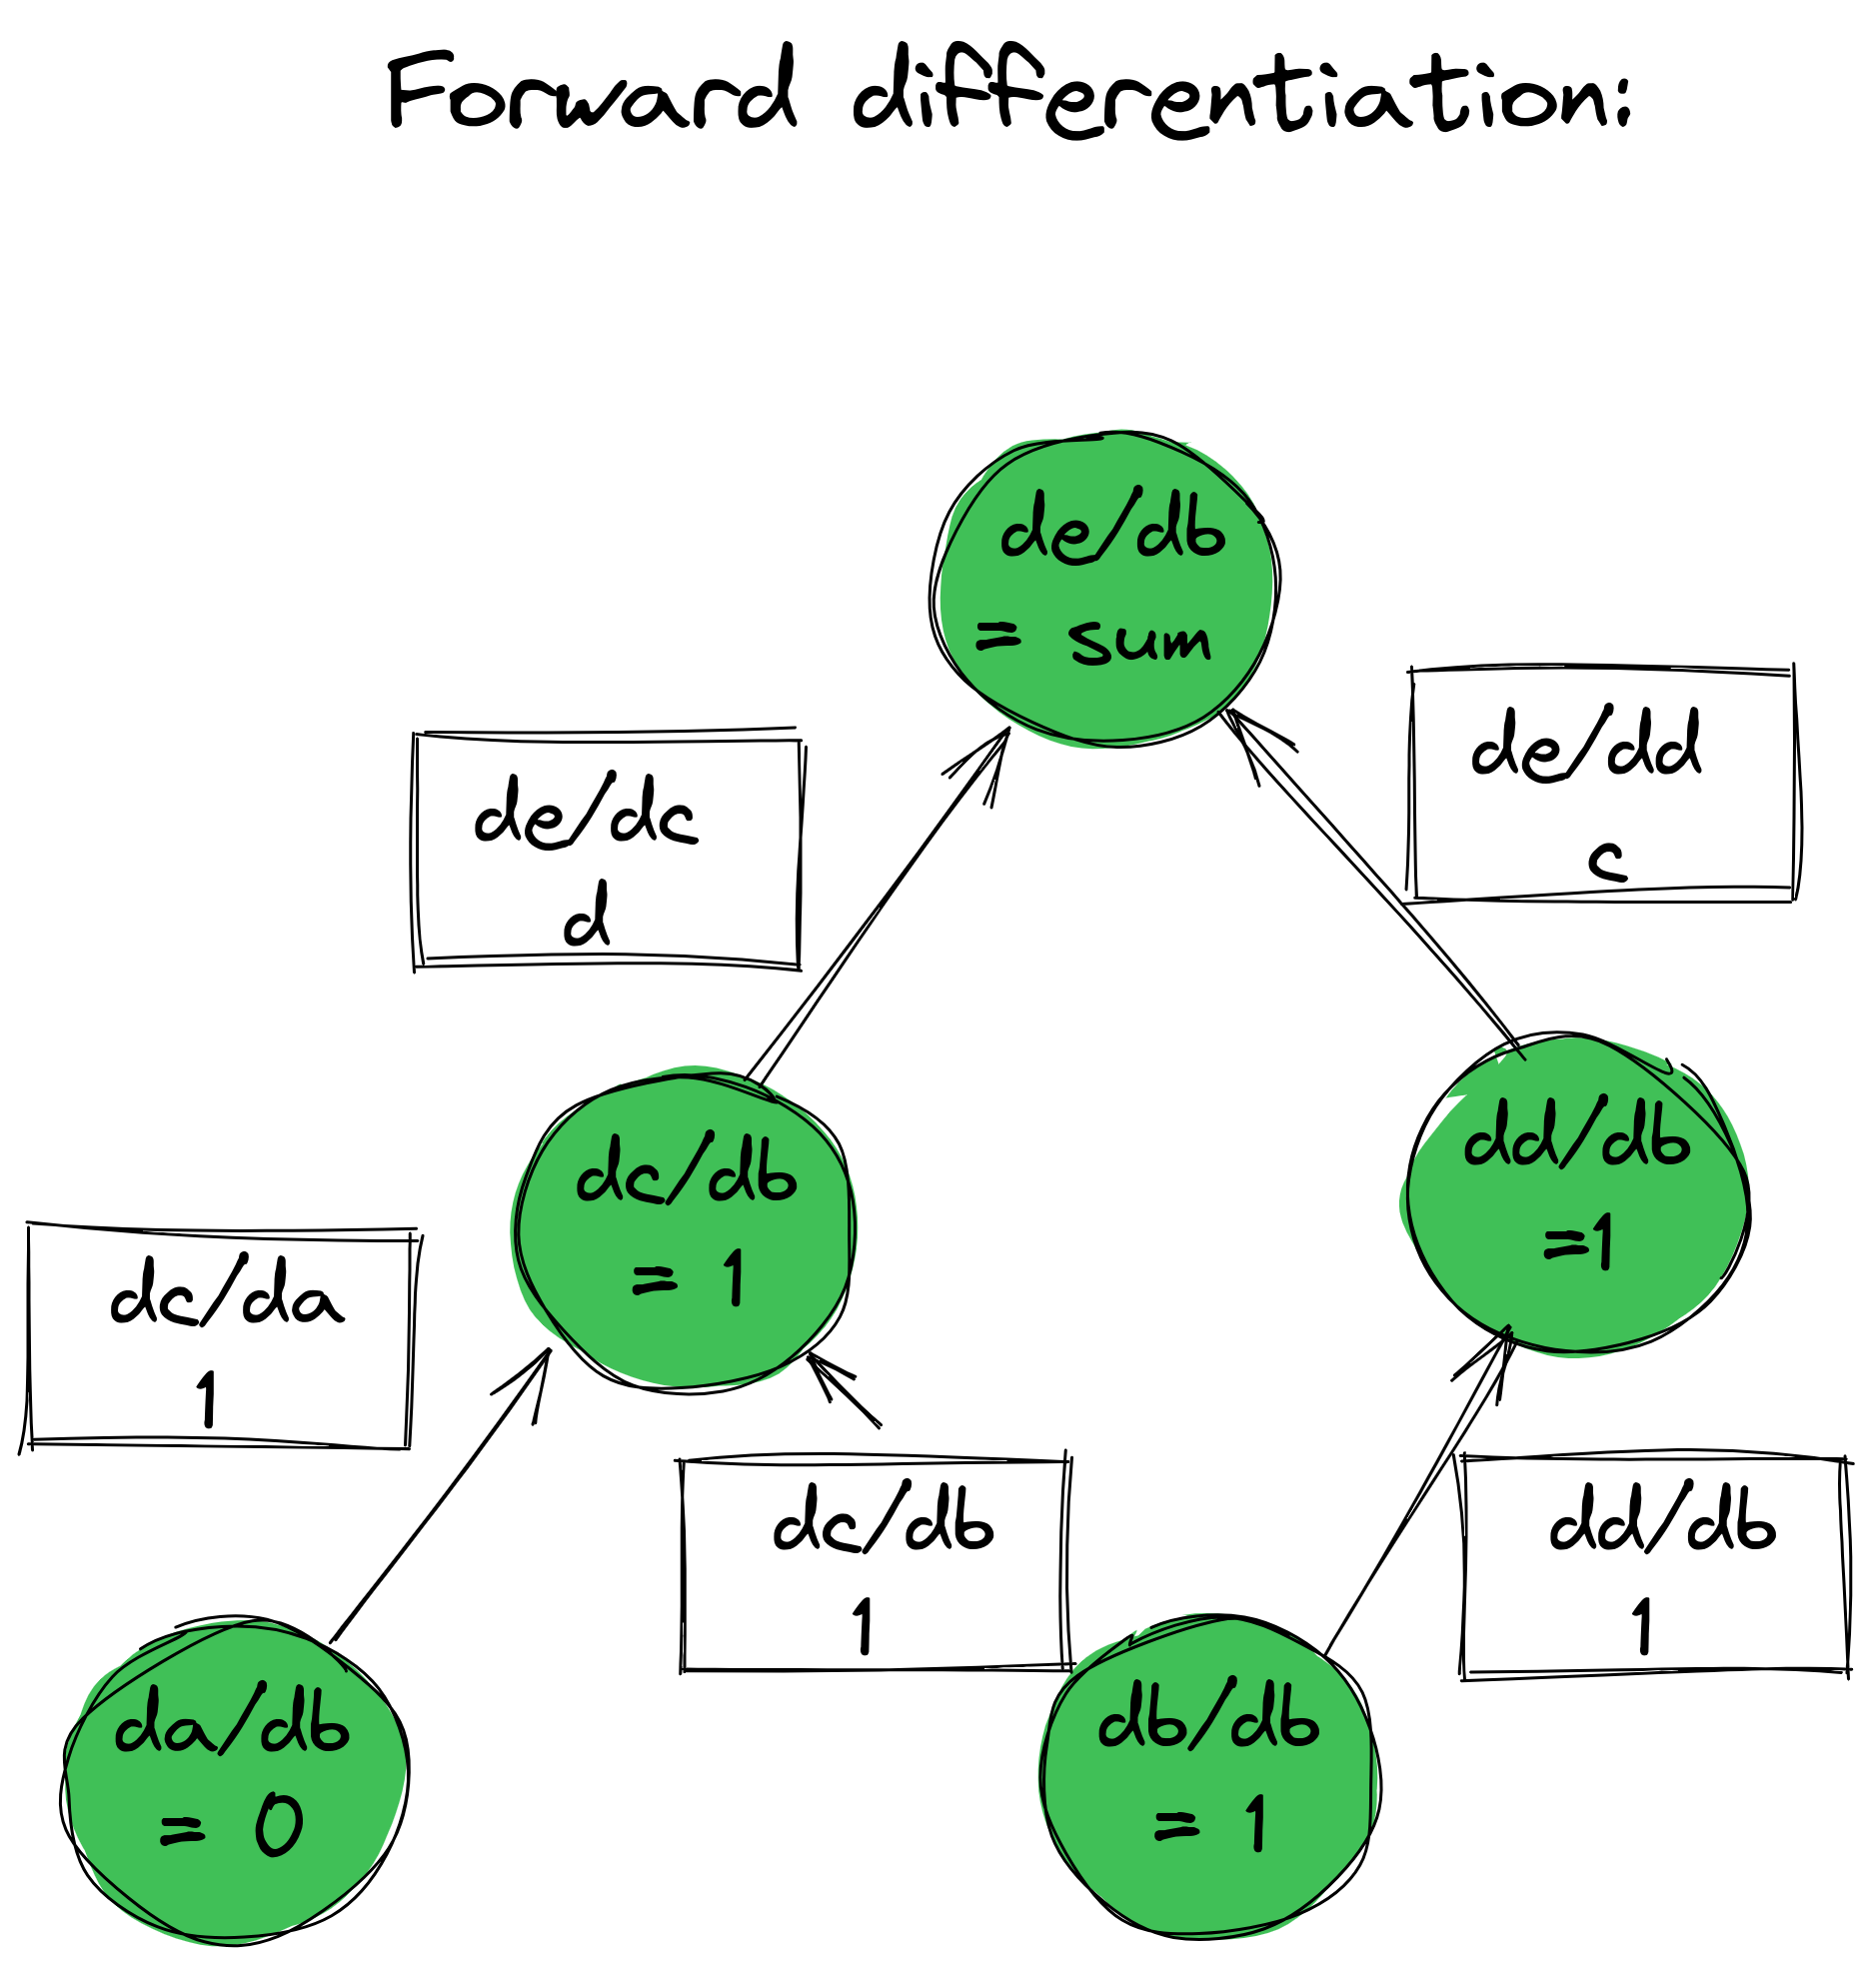 Forward differentiation:
de/db
= sum
de/dd
c
de/dc
d
dc/db
= 1
dd/db
=1
dc/da
1
dc/db
1
dd/db
1
da/db
= 0
db/db
= 1